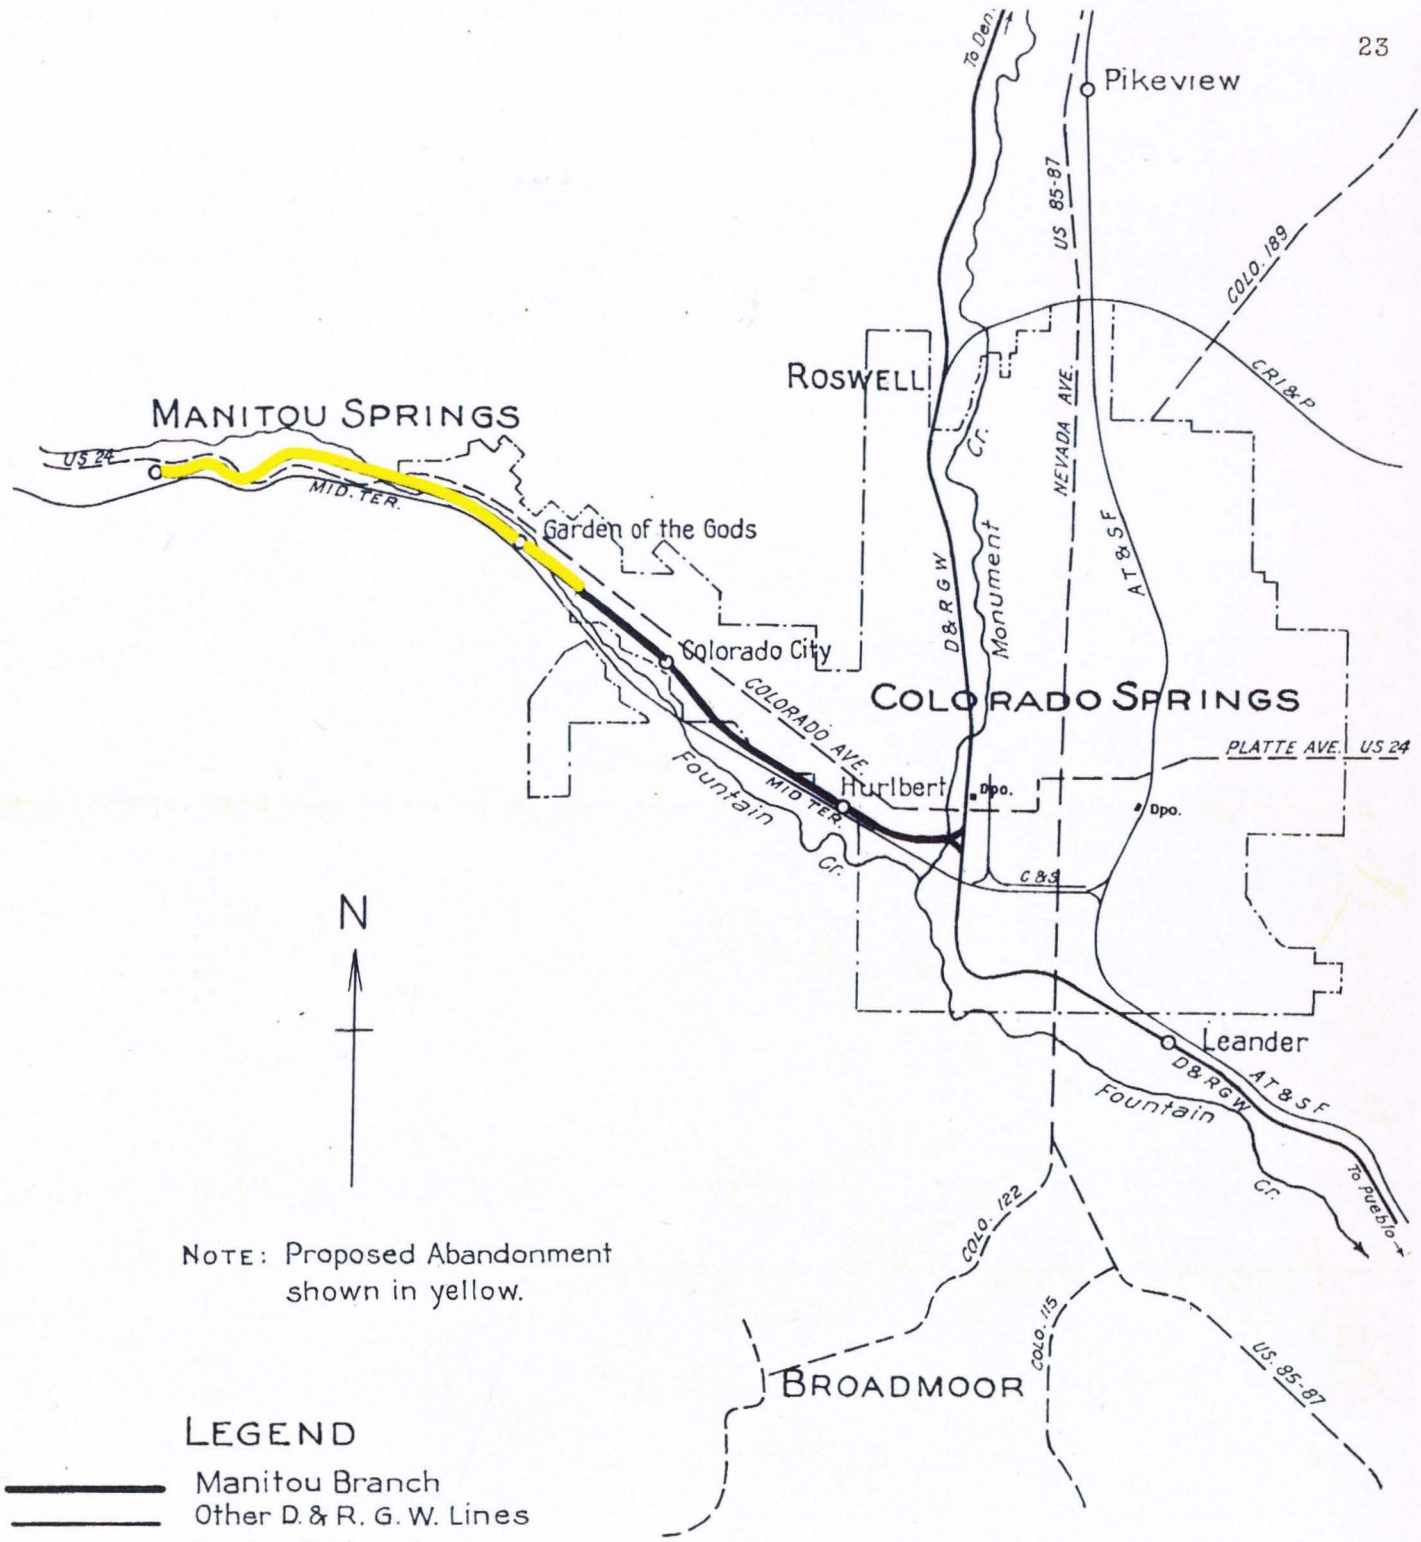 23
To Den.
Pikeview
US 85-87
COLO. 189
ROSWELL
CRI&P
MANITOU SPRINGS
US 24
MID. TER.
Cr.
NEVADA AVE.
Garden of the Gods
AT&SF
D&RGW
Monument
Colorado City
COLORADO SPRINGS
COLORADO AVE.
PLATTE AVE. US 24
Fountain
MID TER.
Hurlbert
Dpo.
Dpo.
Cr.
C&S
N
Leander
D&RGW
AT&SF
Fountain
Cr.
To Pueblo
COLO. 122
NOTE: Proposed Abandonment
shown in yellow.
COLO. 115
US. 85-87
BROADMOOR
LEGEND
Manitou Branch
Other D. & R. G. W. Lines